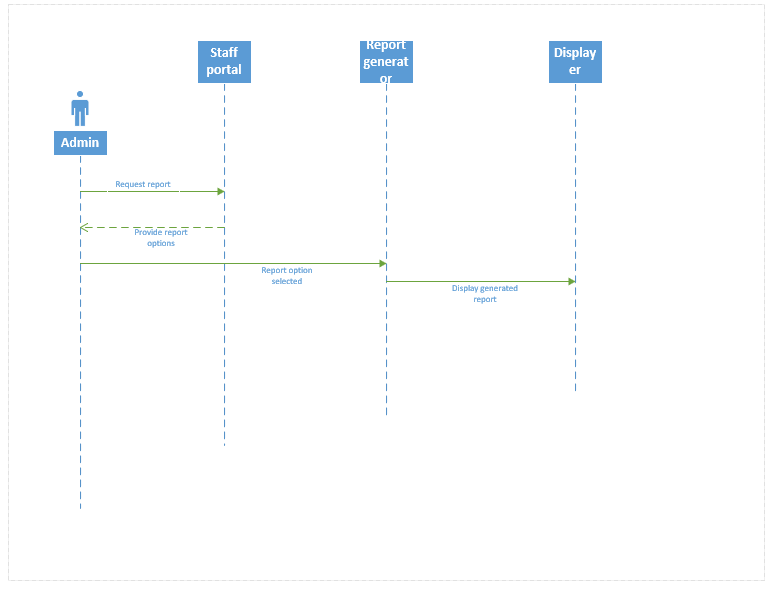 Staff
portal
Report
generat
or
Display
er
Admin
Request report
Provide report
options
Report option
selected
Display generated
report